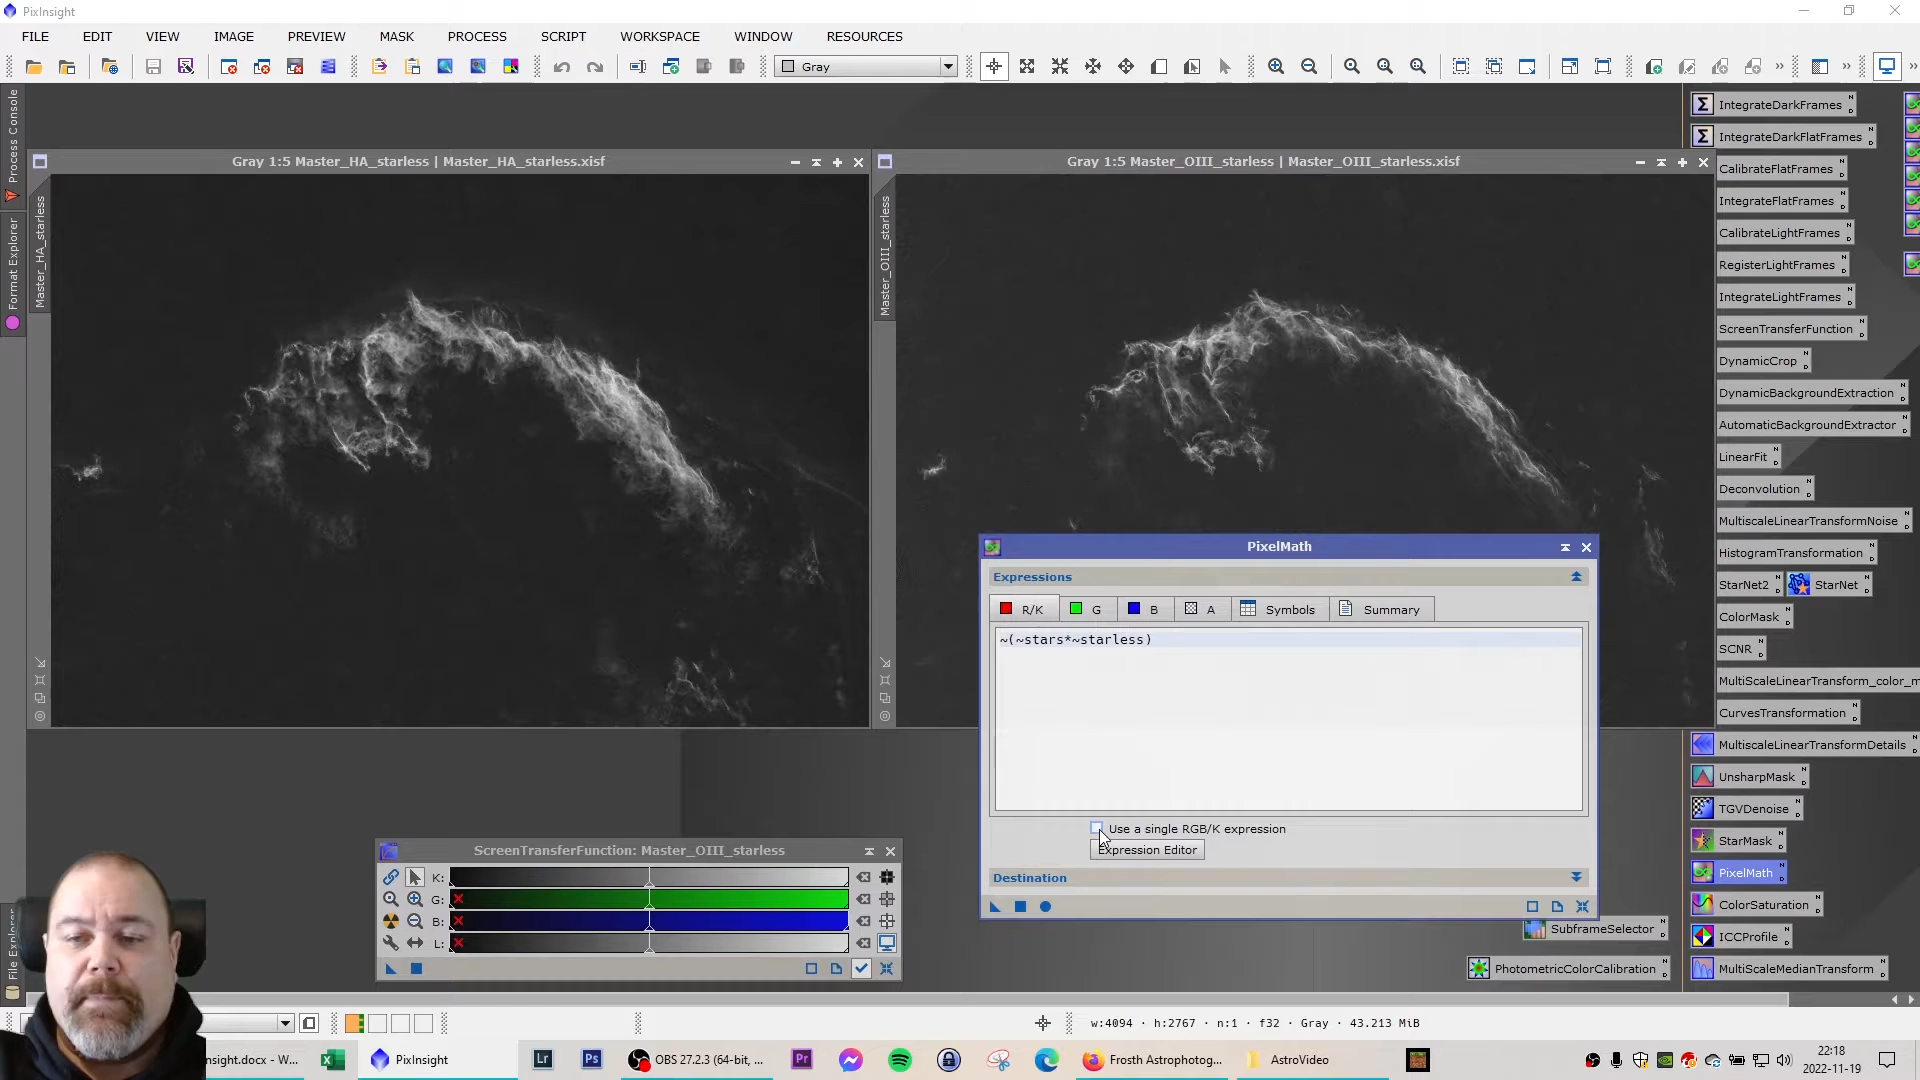 PixInsight
FILE EDIT VIEW IMAGE PREVIEW MASK PROCESS SCRIPT WORKSPACE WINDOW RESOURCES
Gray
Process Console
Format Explorer
File Explorer
Gray 1:5 Master_HA_starless | Master_HA_starless.xisf
Master_HA_starless
Gray 1:5 Master_OIII_starless | Master_OIII_starless.xisf
Master_OIII_starless
IntegrateDarkFrames
IntegrateDarkFlatFrames
CalibrateFlatFrames
IntegrateFlatFrames
CalibrateLightFrames
RegisterLightFrames
IntegrateLightFrames
ScreenTransferFunction
DynamicCrop
DynamicBackgroundExtraction
AutomaticBackgroundExtractor
LinearFit
Deconvolution
MultiscaleLinearTransformNoise
HistogramTransformation
StarNet2 StarNet
ColorMask
SCNR
MultiScaleLinearTransform_color_m
CurvesTransformation
MultiscaleLinearTransformDetails
UnsharpMask
TGVDenoise
StarMask
PixelMath
ColorSaturation
SubframeSelector
ICCProfile
PhotometricColorCalibration
MultiScaleMedianTransform
PixelMath
Expressions
R/K G B A Symbols Summary
~(~stars*~starless)
Use a single RGB/K expression
Expression Editor
Destination
ScreenTransferFunction: Master_OIII_starless
K:
G:
B:
L:
w:4094 · h:2767 · n:1 · f32 · Gray · 43.213 MiB
nsight.docx - W... PixInsight OBS 27.2.3 (64-bit, ... Frosth Astrophotog... AstroVideo
22:18
2022-11-19